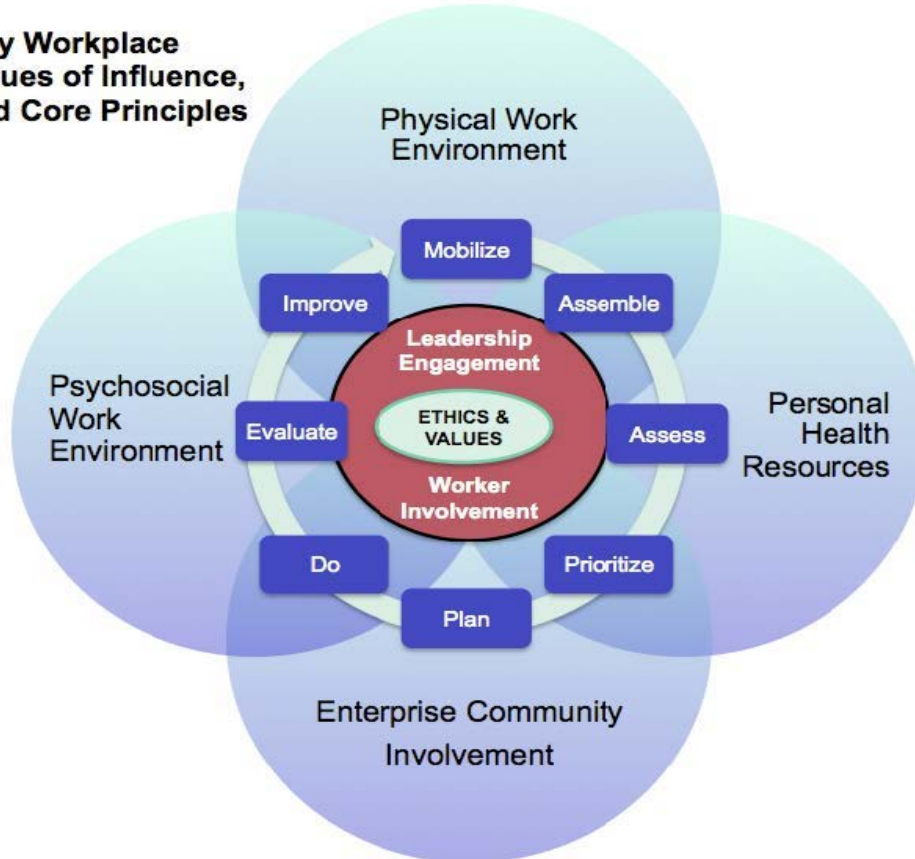 y Workplace
ues of Influence,
d Core Principles
Physical Work
Environment
Mobilize
Improve
Assemble
Leadership
Engagement
Psychosocial
Work
Environment
Evaluate
ETHICS &
VALUES
Assess
Personal
Health
Resources
Worker
Involvement
Do
Prioritize
Plan
Enterprise Community
Involvement